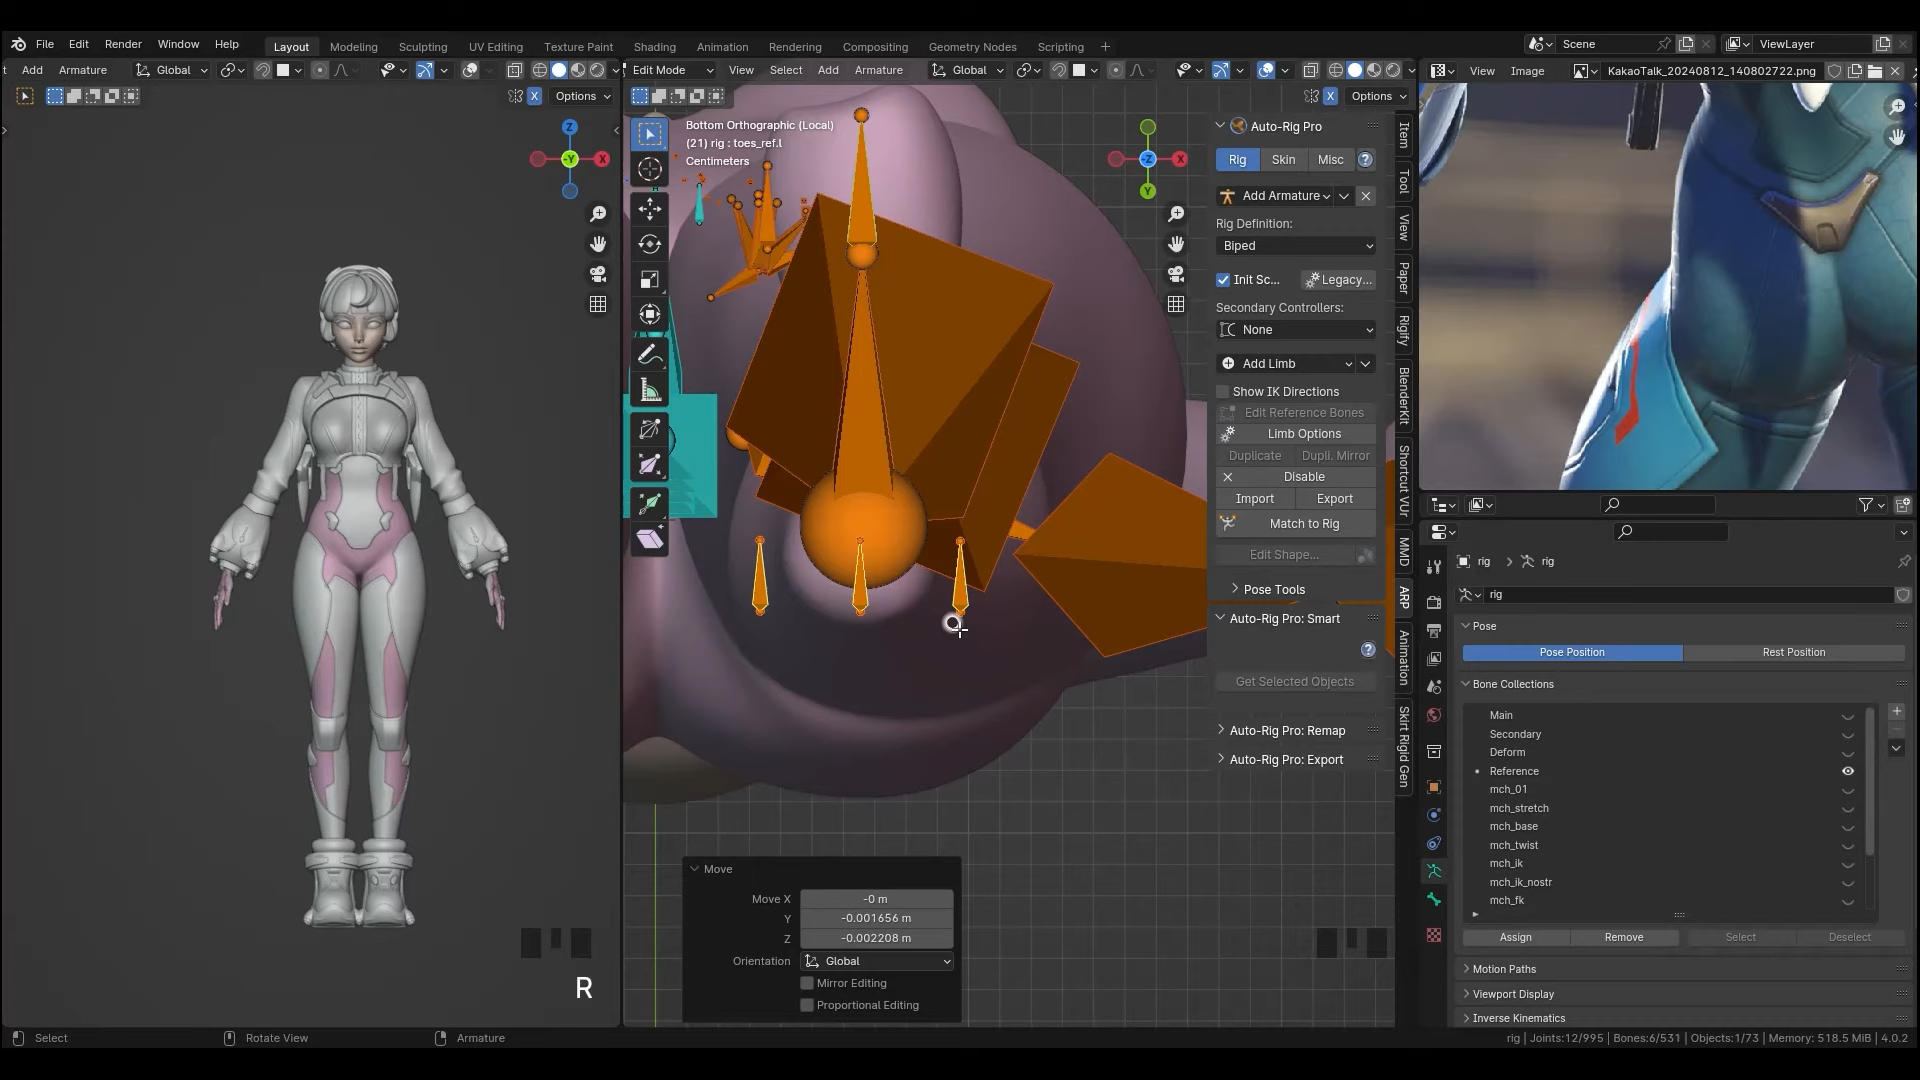 File Edit Render Window Help
Layout Modeling Sculpting UV Editing Texture Paint Shading Animation Rendering Compositing Geometry Nodes Scripting +
Scene
ViewLayer
t Add Armature Global
Options
Edit Mode View Select Add Armature Global
Options
View Image KakaoTalk_20240812_140802722.png
Z
-Y
X
Bottom Orthographic (Local)
(21) rig : toes_ref.l
Centimeters
-Z
X
Y
Auto-Rig Pro
Rig Skin Misc ?
Add Armature
Rig Definition:
Biped
Init Sc... Legacy...
Secondary Controllers:
None
Add Limb
Show IK Directions
Edit Reference Bones
Limb Options
Duplicate Dupli. Mirror
Disable
Import Export
Match to Rig
Edit Shape...
Pose Tools
Auto-Rig Pro: Smart
?
Get Selected Objects
Auto-Rig Pro: Remap
Auto-Rig Pro: Export
Item
Tool
View
Paper
Rigify
BlenderKit
Shortcut VUr
MMD
ARP
Animation
Skirt Rigid Gen
rig rig
rig
Pose
Pose Position Rest Position
Bone Collections
Main
Secondary
Deform
Reference
mch_01
mch_stretch
mch_base
mch_twist
mch_ik
mch_ik_nostr
mch_fk
Assign Remove Select Deselect
Motion Paths
Viewport Display
Inverse Kinematics
Move
Move X -0 m
Y -0.001656 m
Z -0.002208 m
Orientation Global
Mirror Editing
Proportional Editing
R
Select Rotate View Armature
rig | Joints:12/995 | Bones:6/531 | Objects:1/73 | Memory: 518.5 MiB | 4.0.2